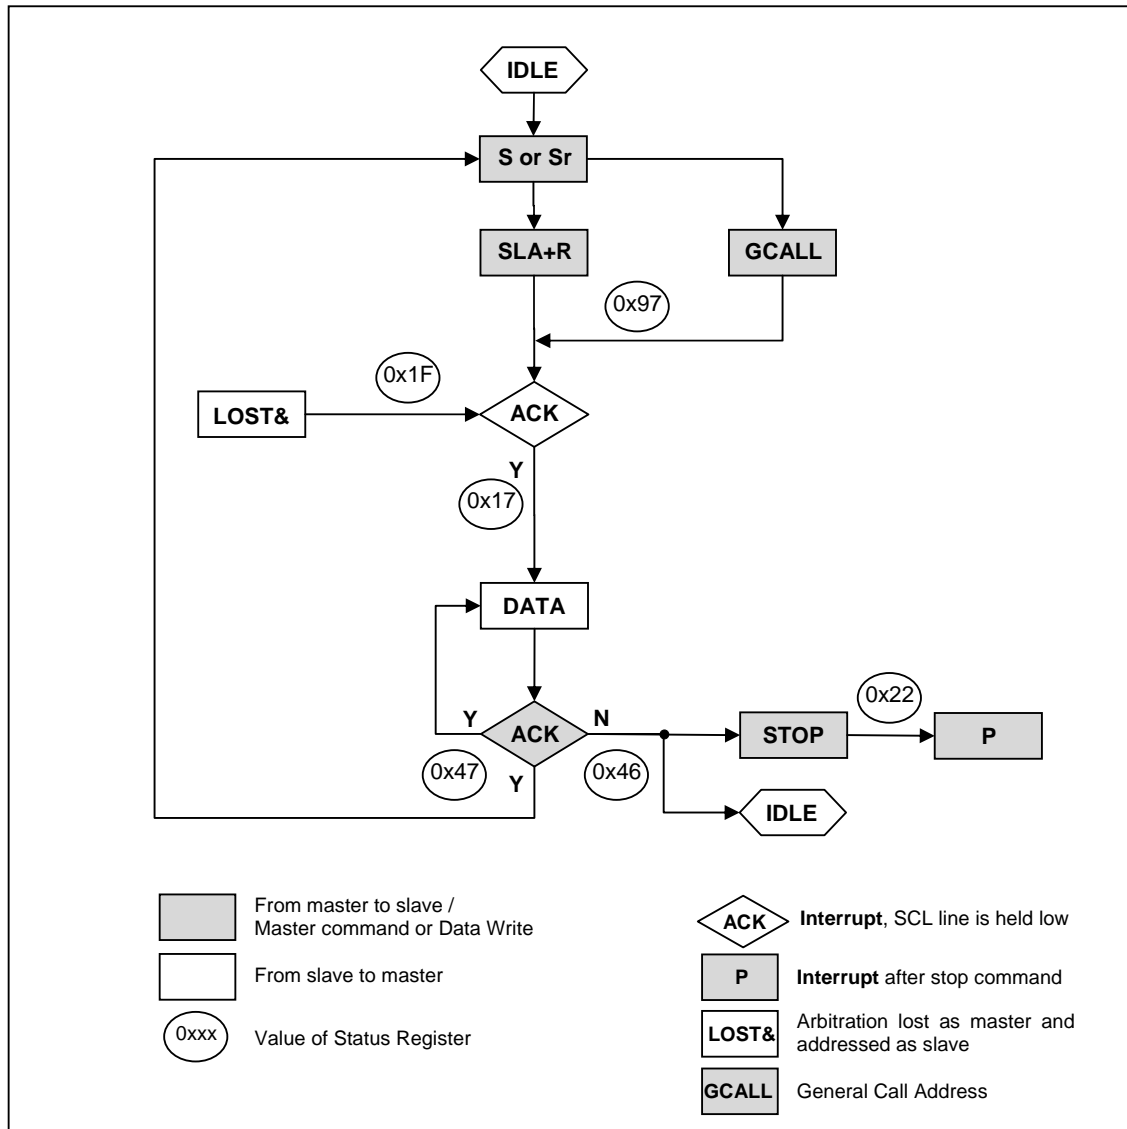 IDLE
S or Sr
SLA+R
GCALL
0x97
0x1F
LOST&
ACK
Y
0x17
DATA
0x22
Y
ACK
N
STOP
P
0x47
Y
0x46
IDLE
From master to slave /
Master command or Data Write
From slave to master
0xxx
Value of Status Register
ACK
Interrupt, SCL line is held low
P
Interrupt after stop command
LOST&
Arbitration lost as master and
addressed as slave
GCALL
General Call Address